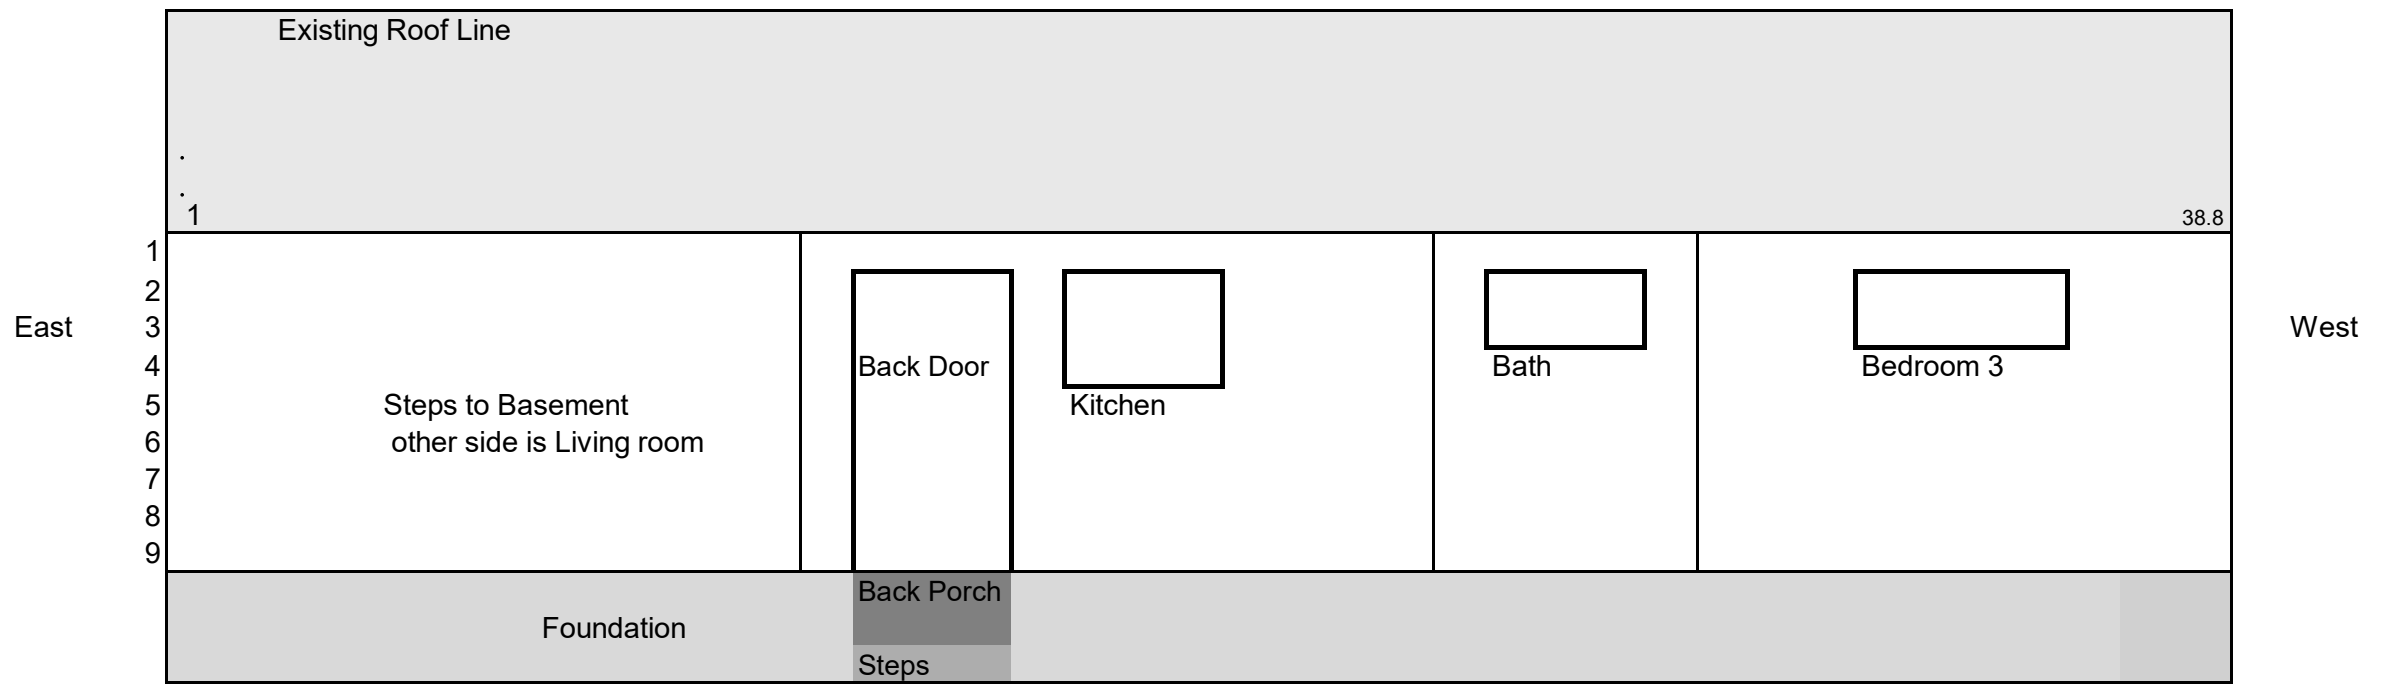 Existing Roof Line
.
.
1
38.8
1
2
East 3 West
4 Back Door Bath Bedroom 3
5 Steps to Basement Kitchen
6 other side is Living room
7
8
9
Back Porch
Foundation
Steps